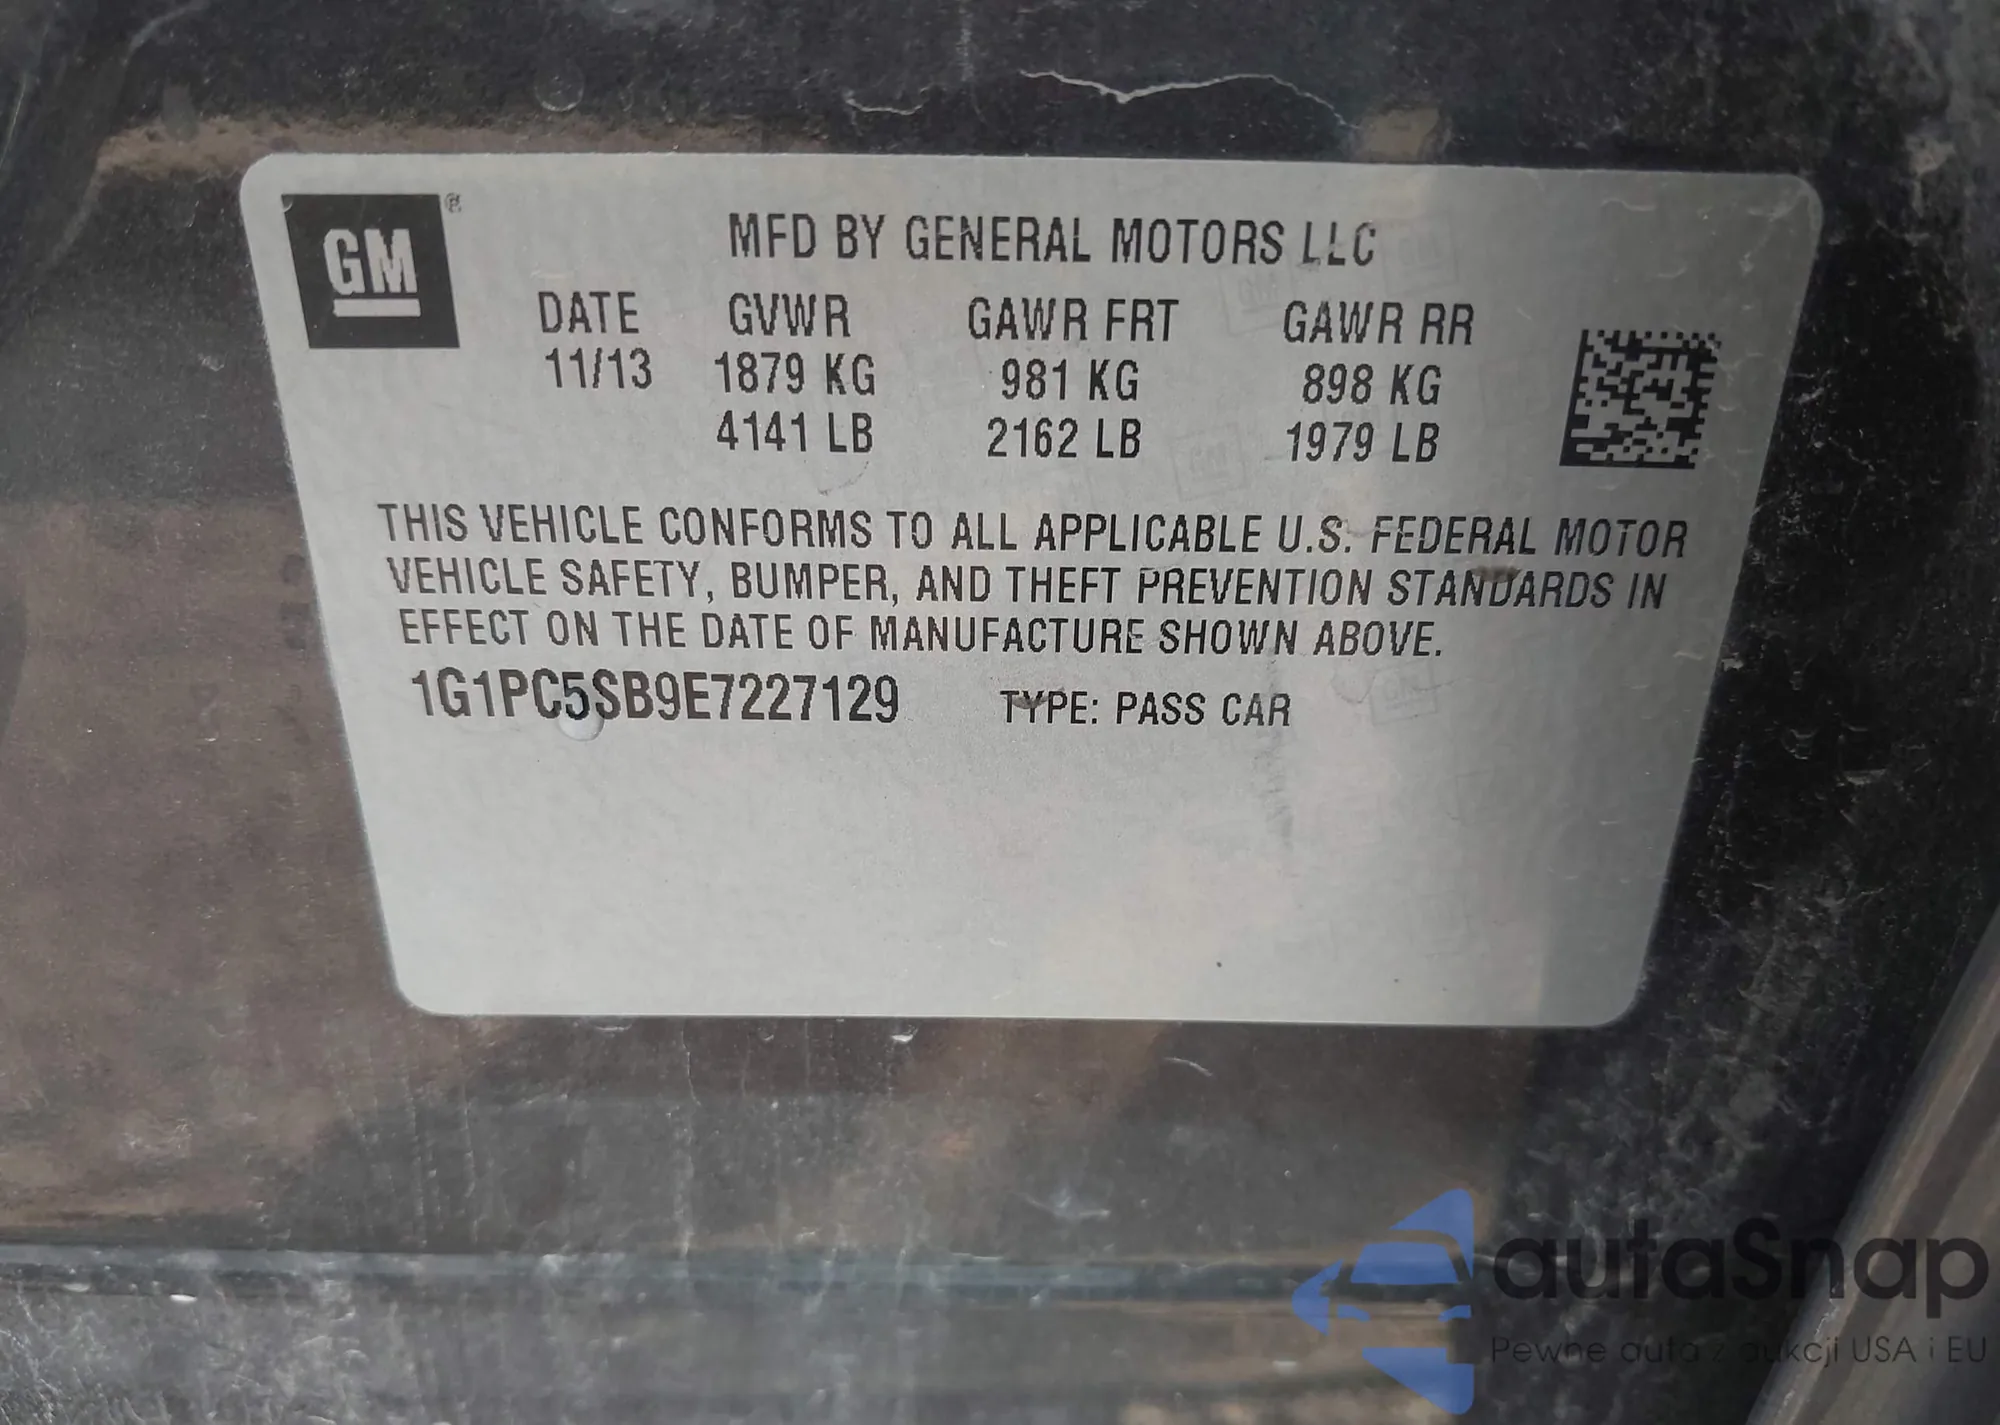 GM ®
MFD BY GENERAL MOTORS LLC
DATE GVWR GAWR FRT GAWR RR
11/13 1879 KG 981 KG 898 KG
4141 LB 2162 LB 1979 LB
THIS VEHICLE CONFORMS TO ALL APPLICABLE U.S. FEDERAL MOTOR
VEHICLE SAFETY, BUMPER, AND THEFT PREVENTION STANDARDS IN
EFFECT ON THE DATE OF MANUFACTURE SHOWN ABOVE.
1G1PC5SB9E7227129 TYPE: PASS CAR
autaSnap
Pewne auta z aukcji USA i EU